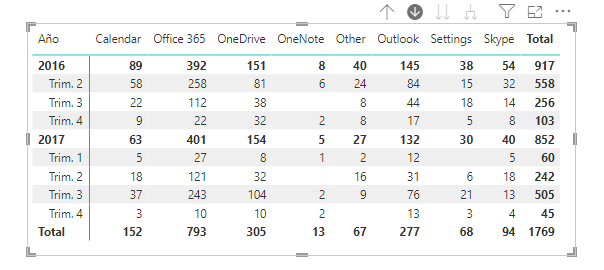 Año Calendar Office 365 OneDrive OneNote Other Outlook Settings Skype Total
2016 89 392 151 8 40 145 38 54 917
Trim. 2 58 258 81 6 24 84 15 32 558
Trim. 3 22 112 38 8 44 18 14 256
Trim. 4 9 22 32 2 8 17 5 8 103
2017 63 401 154 5 27 132 30 40 852
Trim. 1 5 27 8 1 2 12 5 60
Trim. 2 18 121 32 16 31 6 18 242
Trim. 3 37 243 104 2 9 76 21 13 505
Trim. 4 3 10 10 2 13 3 4 45
Total 152 793 305 13 67 277 68 94 1769